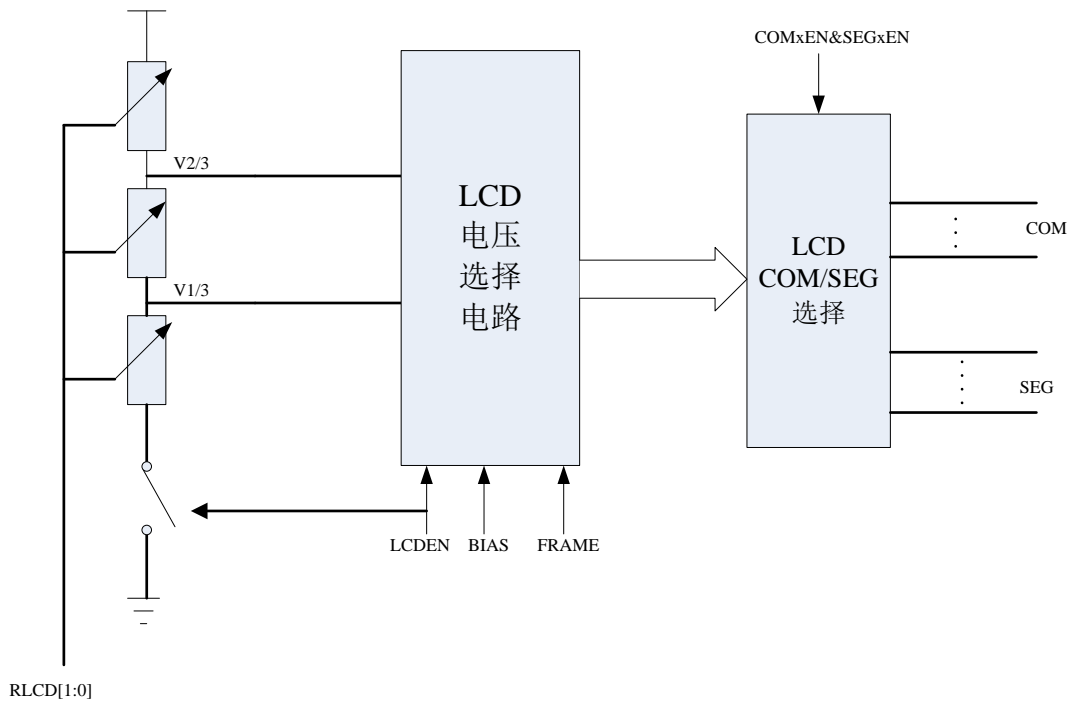 COMxEN&SEGxEN
V2/3
LCD
电压
选择
电路
V1/3
LCD
COM/SEG
选择
COM
SEG
LCDEN
BIAS
FRAME
RLCD[1:0]